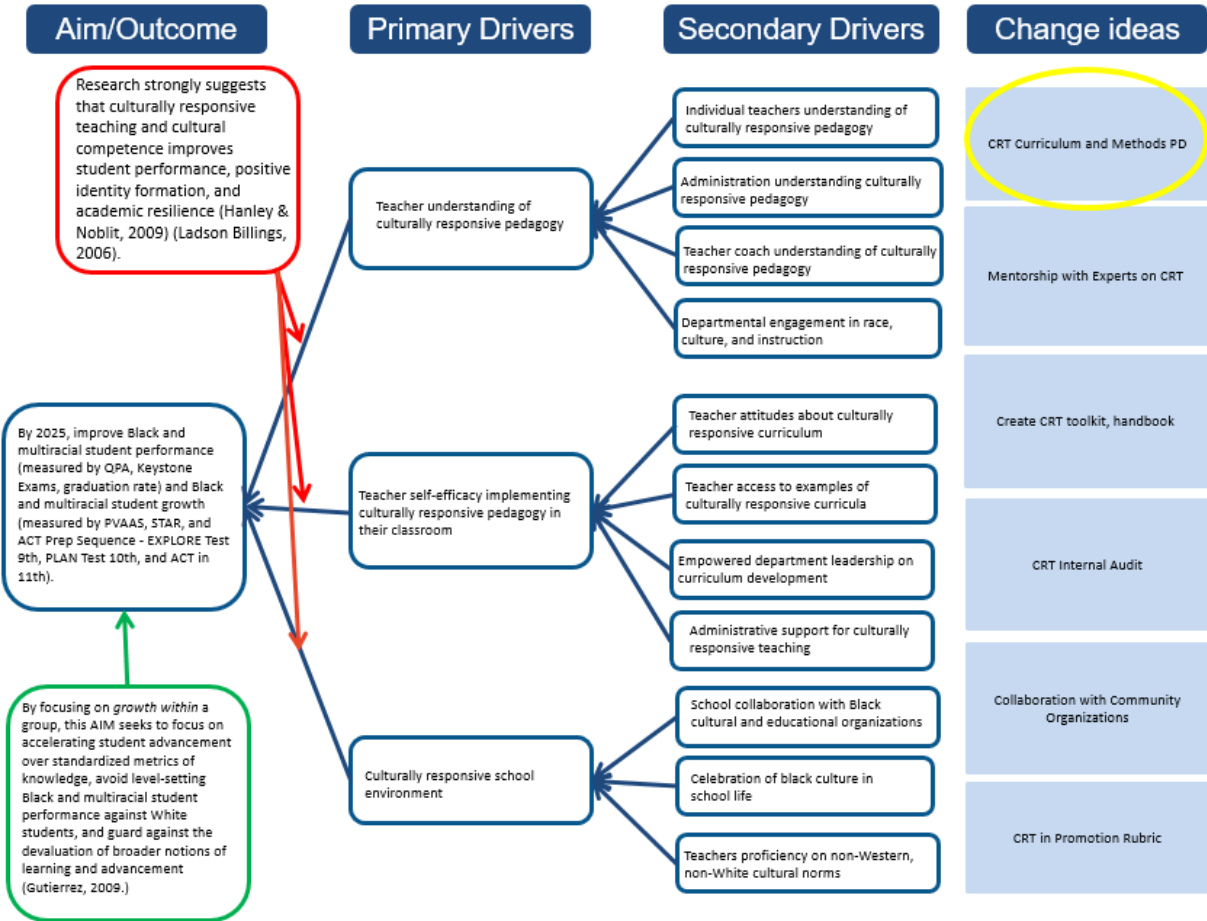 Aim/Outcome
Primary Drivers
Secondary Drivers
Change ideas
Research strongly suggests
that culturally responsive
teaching and cultural
competence improves
student performance, positive
identity formation, and
academic resilience (Hanley &
Noblit, 2009) (Ladson Billings,
2006).
By 2025, improve Black and
multiracial student performance
(measured by QPA, Keystone
Exams, graduation rate) and Black
and multiracial student growth
(measured by PVAAS, STAR, and
ACT Prep Sequence - EXPLORE Test
9th, PLAN Test 10th, and ACT in
11th).
By focusing on growth within a
group, this AIM seeks to focus on
accelerating student advancement
over standardized metrics of
knowledge, avoid level-setting
Black and multiracial student
performance against White
students, and guard against the
devaluation of broader notions of
learning and advancement
(Gutierrez, 2009.)
Teacher understanding of
culturally responsive pedagogy
Teacher self-efficacy implementing
culturally responsive pedagogy in
their classroom
Culturally responsive school
environment
Individual teachers understanding of
culturally responsive pedagogy
Administration understanding culturally
responsive pedagogy
Teacher coach understanding of culturally
responsive pedagogy
Departmental engagement in race,
culture, and instruction
Teacher attitudes about culturally
responsive curriculum
Teacher access to examples of
culturally responsive curricula
Empowered department leadership on
curriculum development
Administrative support for culturally
responsive teaching
School collaboration with Black
cultural and educational organizations
Celebration of black culture in
school life
Teachers proficiency on non-Western,
non-White cultural norms
CRT Curriculum and Methods PD
Mentorship with Experts on CRT
Create CRT toolkit, handbook
CRT Internal Audit
Collaboration with Community
Organizations
CRT in Promotion Rubric